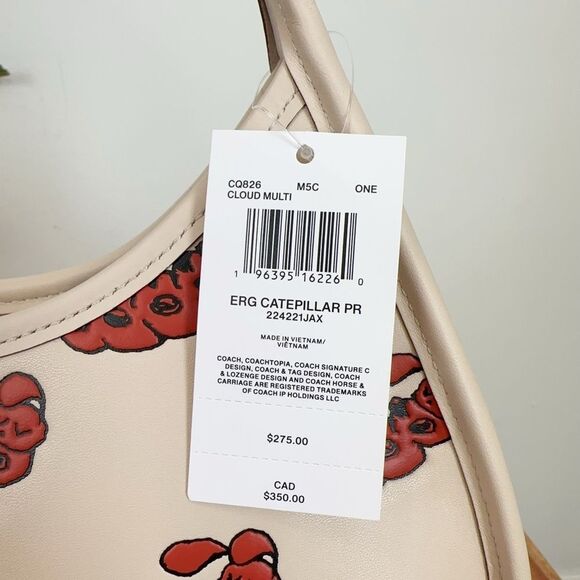 CQ826 M5C ONE
CLOUD MULTI
1 96395 16226 0
ERG CATEPILLAR PR
224221JAX
MADE IN VIETNAM/
VIÊTNAM
COACH, COACHTOPIA, COACH SIGNATURE C
DESIGN, COACH & TAG DESIGN, COACH
& LOZENGE DESIGN AND COACH HORSE &
CARRIAGE ARE REGISTERED TRADEMARKS
OF COACH IP HOLDINGS LLC
$275.00
CAD
$350.00